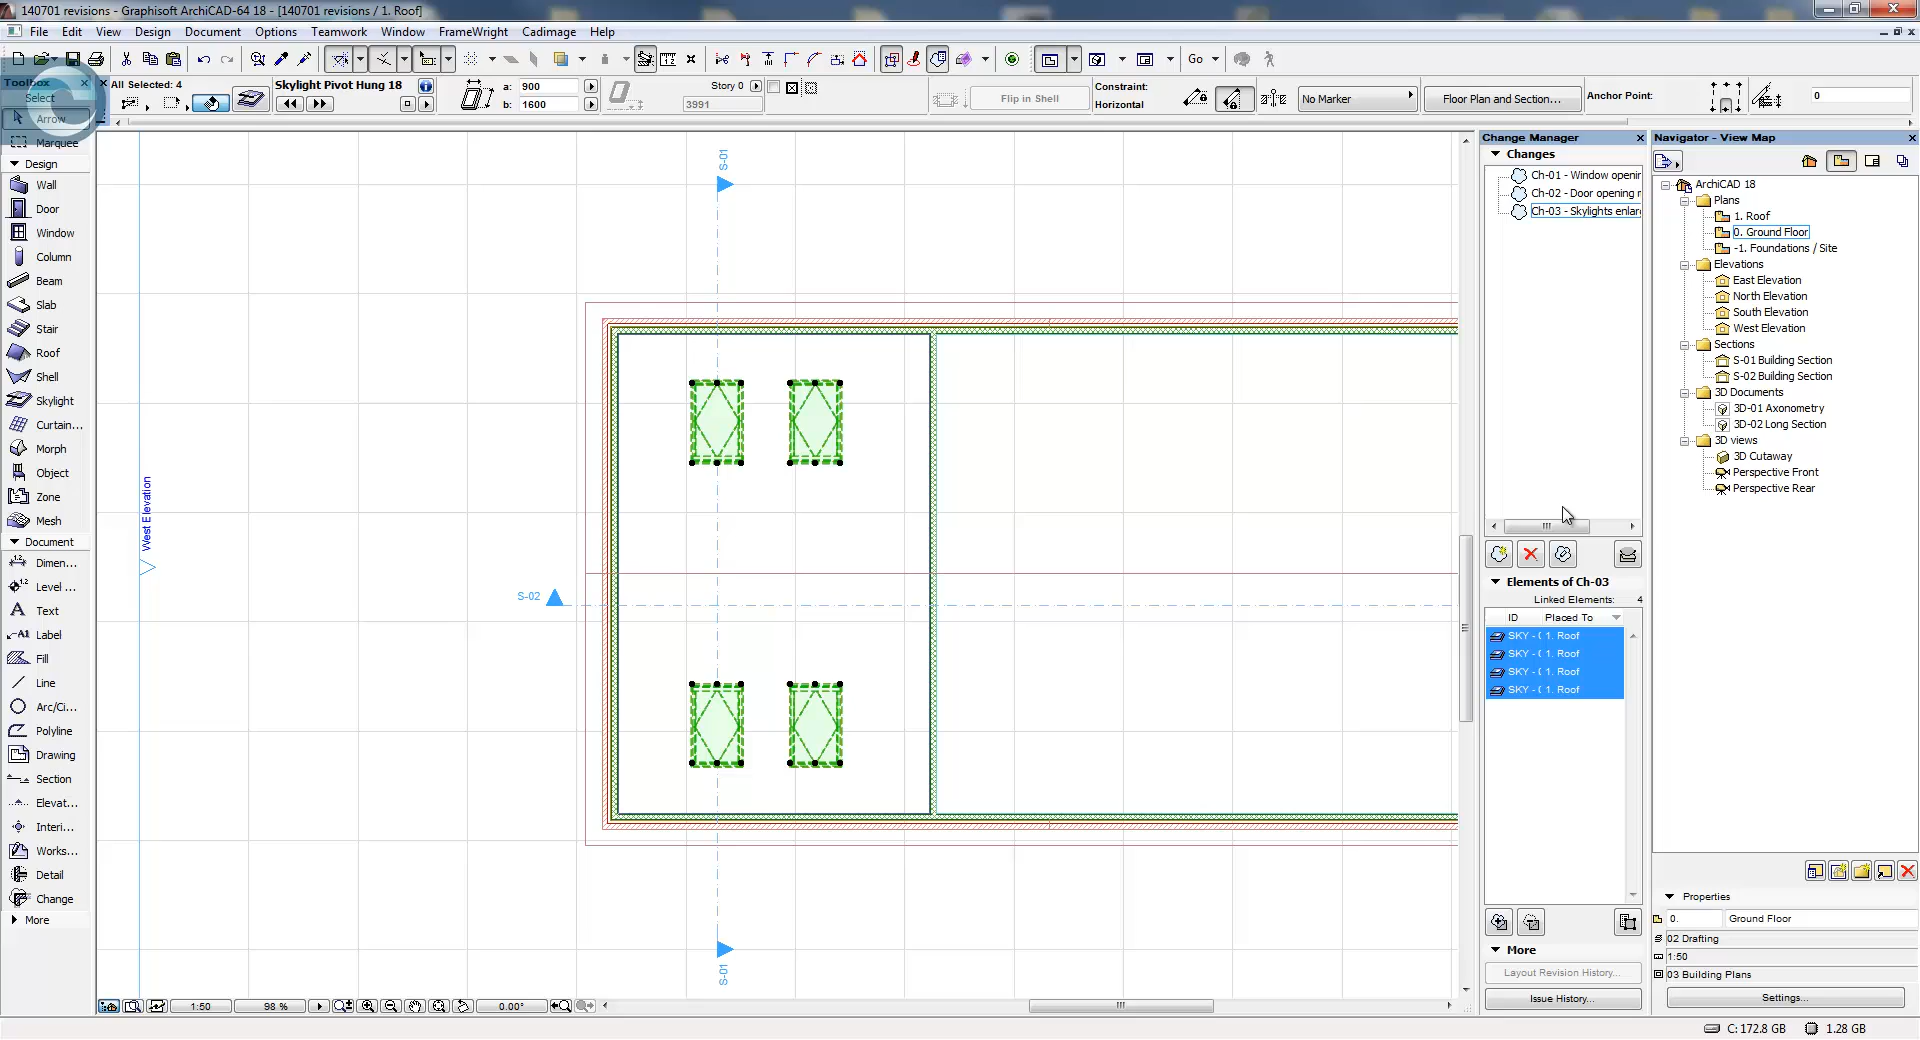 140701 revisions - Graphisoft ArchiCAD-64 18 - [140701 revisions / 1. Roof]
File Edit View Design Document Options Teamwork Window FrameWright Cadimage Help
Go
Toolbox
Select
Arrow
Marquee
Design
Wall
Door
Window
Column
Beam
Slab
Stair
Roof
Shell
Skylight
Curtain...
Morph
Object
Zone
Mesh
Document
Dimen...
Level ...
Text
Label
Fill
Line
Arc/Ci...
Polyline
Drawing
Section
Elevat...
Interi...
Works...
Detail
Change
More
All Selected: 4
Skylight Pivot Hung 18
a: 900
b: 1600
Story 0
3991
Flip in Shell
Constraint:
Horizontal
No Marker
Floor Plan and Section...
Anchor Point:
0
S-01
West Elevation
S-02
S-01
1:50
98 %
0.00°
Change Manager
Changes
Ch-01 - Window openin
Ch-02 - Door opening r
Ch-03 - Skylights enlarg
Elements of Ch-03
Linked Elements: 4
ID Placed To
SKY - ( 1. Roof
SKY - ( 1. Roof
SKY - ( 1. Roof
SKY - ( 1. Roof
More
Layout Revision History...
Issue History...
Navigator - View Map
ArchiCAD 18
Plans
1. Roof
0. Ground Floor
-1. Foundations / Site
Elevations
East Elevation
North Elevation
South Elevation
West Elevation
Sections
S-01 Building Section
S-02 Building Section
3D Documents
3D-01 Axonometry
3D-02 Long Section
3D views
3D Cutaway
Perspective Front
Perspective Rear
Properties
0. Ground Floor
02 Drafting
1:50
03 Building Plans
Settings...
C: 172.8 GB 1.28 GB